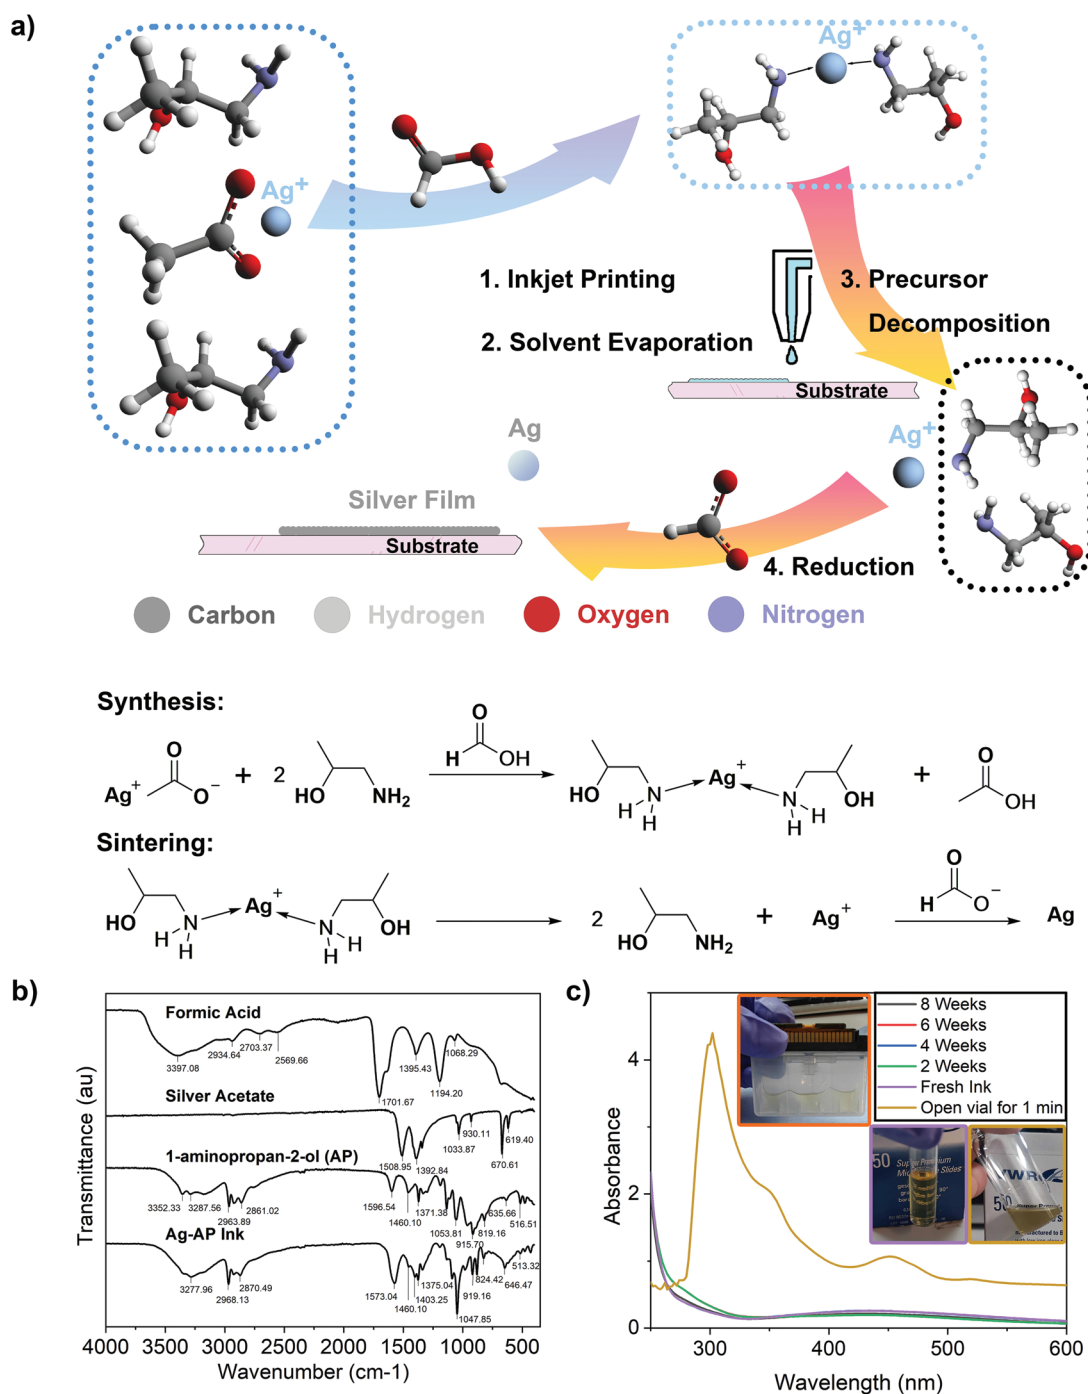 a)
Ag+
Ag+
1. Inkjet Printing
2. Solvent Evaporation
3. Precursor
Decomposition
Substrate
Ag
Ag+
Silver Film
Substrate
4. Reduction
Carbon
Hydrogen
Oxygen
Nitrogen
Synthesis:
O
H
OH
Ag+
O
O−
+
2
HO
NH2
HO
N
H
H
Ag+
N
H
H
OH
+
O
OH
Sintering:
HO
N
H
H
Ag+
N
H
H
OH
2
HO
NH2
+
Ag+
O
H
O−
Ag
b)
Transmittance (au)
Formic Acid
3397.08
2934.64
2703.37
2569.66
1701.67
1395.43
1194.20
1068.29
Silver Acetate
1508.95
1392.84
1033.87
930.11
670.61
619.40
1-aminopropan-2-ol (AP)
3352.33
3287.56
2963.89
2861.02
1596.54
1460.10
1371.38
1053.81
915.70
819.16
635.66
516.51
Ag-AP Ink
3277.96
2968.13
2870.49
1573.04
1460.10
1403.25
1375.04
1047.85
919.16
824.42
646.47
513.32
4000 3500 3000 2500 2000 1500 1000 500
Wavenumber (cm-1)
c)
Absorbance
4
2
0
8 Weeks
6 Weeks
4 Weeks
2 Weeks
Fresh Ink
Open vial for 1 min
50
Super Premium
50
300 400 500 600
Wavelength (nm)